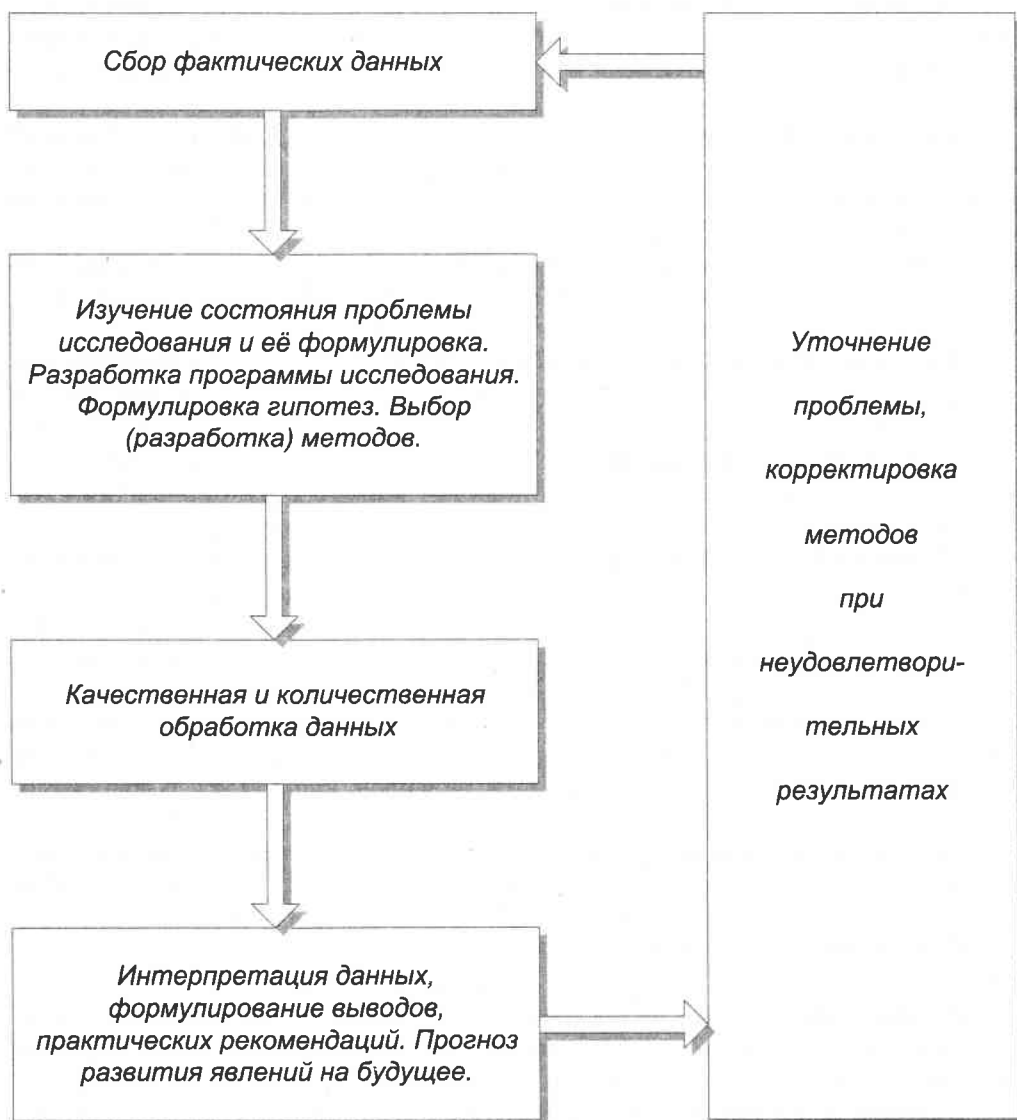 Сбор фактических данных
Изучение состояния проблемы
исследования и её формулировка.
Разработка программы исследования.
Формулировка гипотез. Выбор
(разработка) методов.
Качественная и количественная
обработка данных
Интерпретация данных,
формулирование выводов,
практических рекомендаций. Прогноз
развития явлений на будущее.
Уточнение
проблемы,
корректировка
методов
при
неудовлетвори-
тельных
результатах